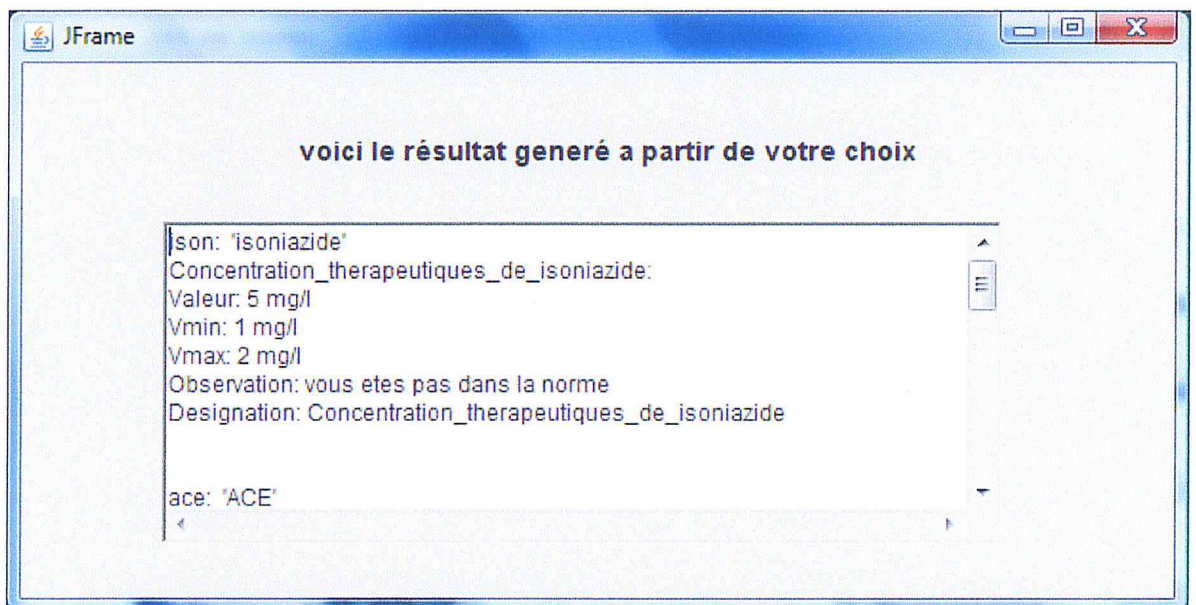 JFrame
voici le résultat generé a partir de votre choix
ison: 'isoniazide'
Concentration_therapeutiques_de_isoniazide:
Valeur: 5 mg/l
Vmin: 1 mg/l
Vmax: 2 mg/l
Observation: vous etes pas dans la norme
Designation: Concentration_therapeutiques_de_isoniazide
ace: 'ACE'